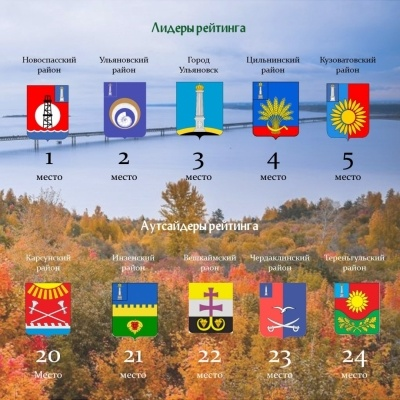 Лидеры рейтинга
Новоспасский район
Ульяновский район
Город Ульяновск
Цильнинский район
Кузоватовский район
1 2 3 4 5
место место место место место
Аутсайдеры рейтинга
Карсунский район
Инзенский район
Вешкаймский раон
Чердаклинский район
Тереньгульский район
20 21 22 23 24
Место место место место место